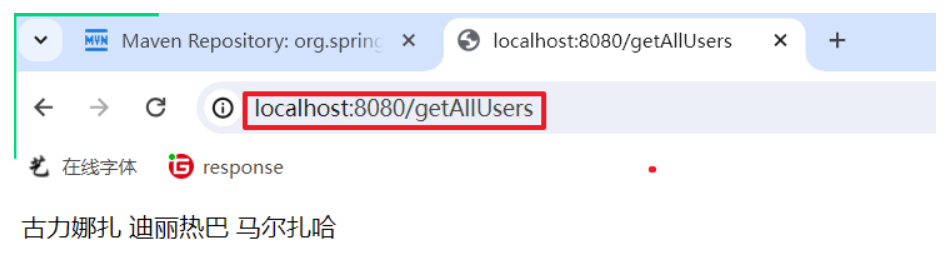 Maven Repository: org.spring
localhost:8080/getAllUsers
localhost:8080/getAllUsers
在线字体 response
古力娜扎 迪丽热巴 马尔扎哈